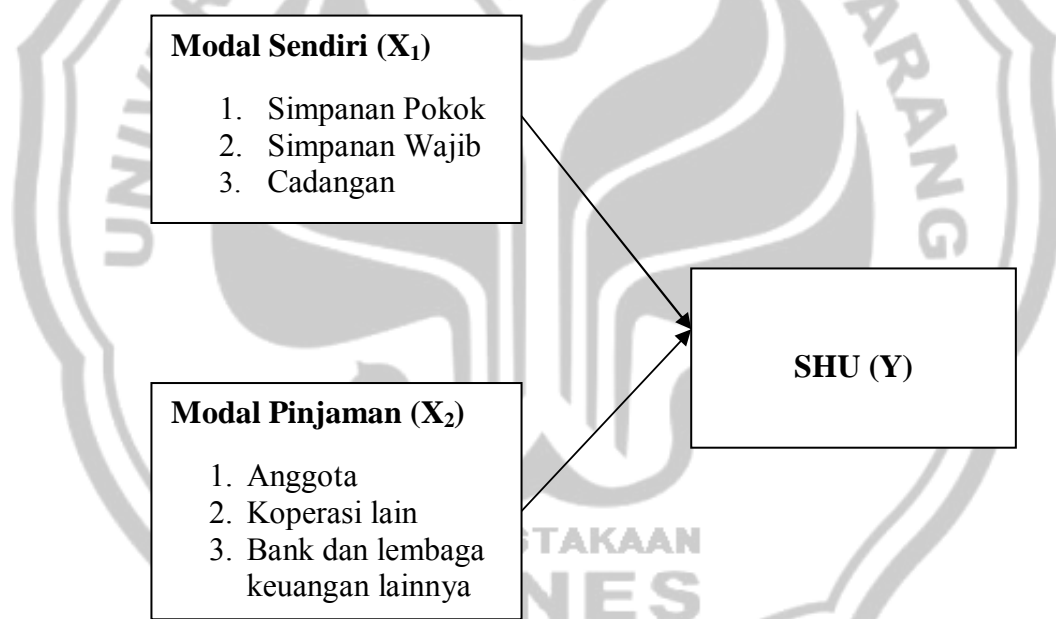 Modal Sendiri (X₁)
1. Simpanan Pokok
2. Simpanan Wajib
3. Cadangan
SHU (Y)
Modal Pinjaman (X₂)
1. Anggota
2. Koperasi lain
3. Bank dan lembaga
keuangan lainnya